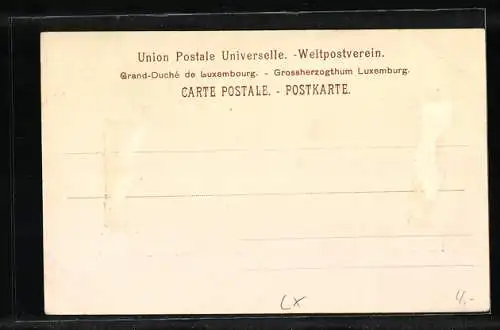 Union Postale Universelle. -Weltpostverein.
Grand-Duché de Luxembourg. - Grossherzogthum Luxemburg.
CARTE POSTALE. - POSTKARTE.
LX 4,-